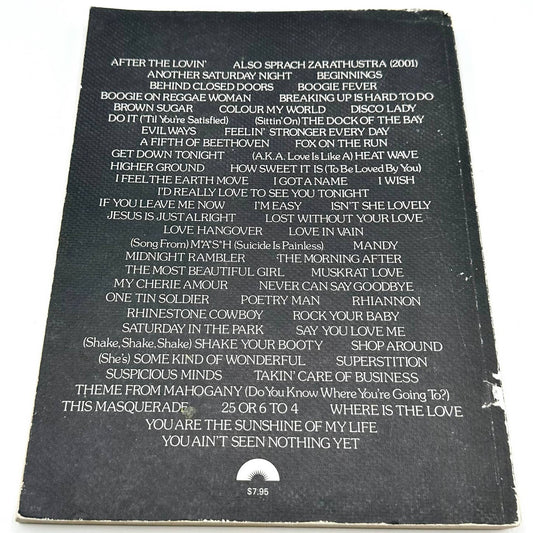 AFTER THE LOVIN' ALSO SPRACH ZARATHUSTRA (2001)
ANOTHER SATURDAY NIGHT BEGINNINGS
BEHIND CLOSED DOORS BOOGIE FEVER
BOOGIE ON REGGAE WOMAN BREAKING UP IS HARD TO DO
BROWN SUGAR COLOUR MY WORLD DISCO LADY
DO IT ('Til You're Satisfied) (Sittin' On) THE DOCK OF THE BAY
EVIL WAYS FEELIN' STRONGER EVERY DAY
A FIFTH OF BEETHOVEN FOX ON THE RUN
GET DOWN TONIGHT (A.K.A. Love Is Like A) HEAT WAVE
HIGHER GROUND HOW SWEET IT IS (To Be Loved By You)
I FEEL THE EARTH MOVE I GOT A NAME I WISH
I'D REALLY LOVE TO SEE YOU TONIGHT
IF YOU LEAVE ME NOW I'M EASY ISN'T SHE LOVELY
JESUS IS JUST ALRIGHT LOST WITHOUT YOUR LOVE
LOVE HANGOVER LOVE IN VAIN
(Song From) M*A*S*H (Suicide Is Painless) MANDY
MIDNIGHT RAMBLER THE MORNING AFTER
THE MOST BEAUTIFUL GIRL MUSKRAT LOVE
MY CHERIE AMOUR NEVER CAN SAY GOODBYE
ONE TIN SOLDIER POETRY MAN RHIANNON
RHINESTONE COWBOY ROCK YOUR BABY
SATURDAY IN THE PARK SAY YOU LOVE ME
(Shake, Shake, Shake) SHAKE YOUR BOOTY SHOP AROUND
(She's) SOME KIND OF WONDERFUL SUPERSTITION
SUSPICIOUS MINDS TAKIN' CARE OF BUSINESS
THEME FROM MAHOGANY (Do You Know Where You're Going To?)
THIS MASQUERADE 25 OR 6 TO 4 WHERE IS THE LOVE
YOU ARE THE SUNSHINE OF MY LIFE
YOU AIN'T SEEN NOTHING YET
$7.95